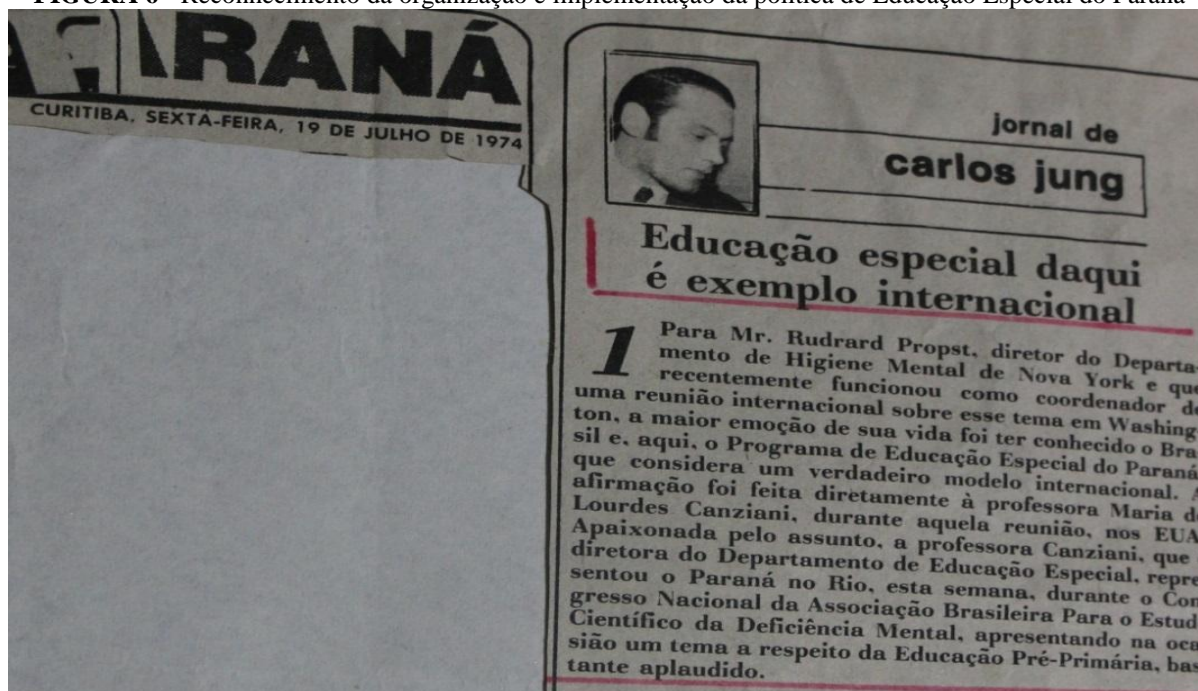 FIGURA 6 - Reconhecimento da organização e implementação da política de Educação Especial do Paraná
PARANÁ
CURITIBA, SEXTA-FEIRA, 19 DE JULHO DE 1974
jornal de
carlos jung
Educação especial daqui
é exemplo internacional
1 Para Mr. Rudrard Propst, diretor do Departa-
mento de Higiene Mental de Nova York e que
recentemente funcionou como coordenador de
uma reunião internacional sobre esse tema em Washing-
ton, a maior emoção de sua vida foi ter conhecido o Bra-
sil e, aqui, o Programa de Educação Especial do Paraná,
que considera um verdadeiro modelo internacional. A
afirmação foi feita diretamente à professora Maria de
Lourdes Canziani, durante aquela reunião, nos EUA
Apaixonada pelo assunto, a professora Canziani, que
diretora do Departamento de Educação Especial, repre
sentou o Paraná no Rio, esta semana, durante o Con
gresso Nacional da Associação Brasileira Para o Estud
Científico da Deficiência Mental, apresentando na oca
sião um tema a respeito da Educação Pré-Primária, bas
tante aplaudido.